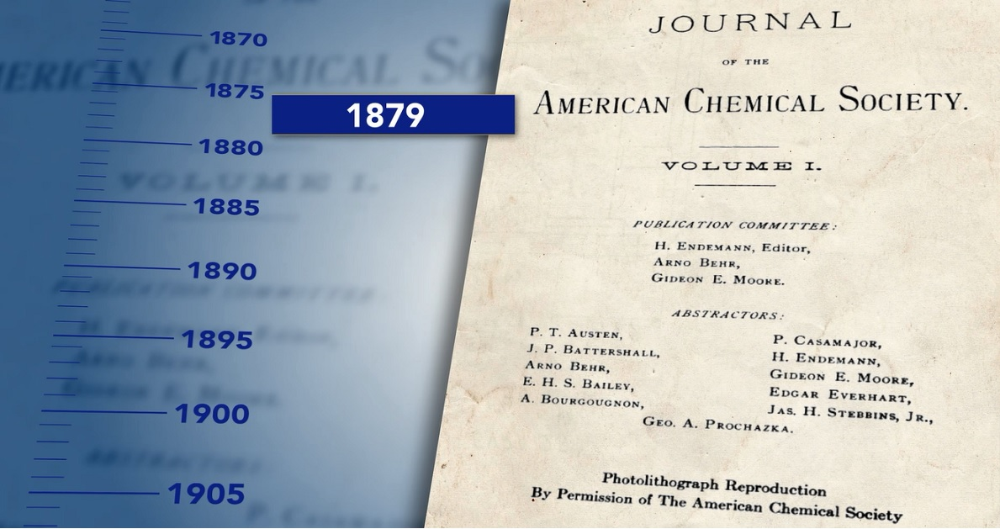 1870
1875
1879
1880
1885
1890
1895
1900
1905
JOURNAL
OF THE
AMERICAN CHEMICAL SOCIETY.
VOLUME I.
PUBLICATION COMMITTEE:
H. ENDEMANN, Editor,
ARNO BEHR,
GIDEON E. MOORE.
ABSTRACTORS:
P. T. AUSTEN,
J. P. BATTERSHALL,
ARNO BEHR,
E. H. S. BAILEY,
A. BOURGOUGNON,
P. CASAMAJOR,
H. ENDEMANN,
GIDEON E. MOORE,
EDGAR EVERHART,
JAS. H. STEBBINS, JR.,
GEO. A. PROCHAZKA.
Photolithograph Reproduction
By Permission of The American Chemical Society